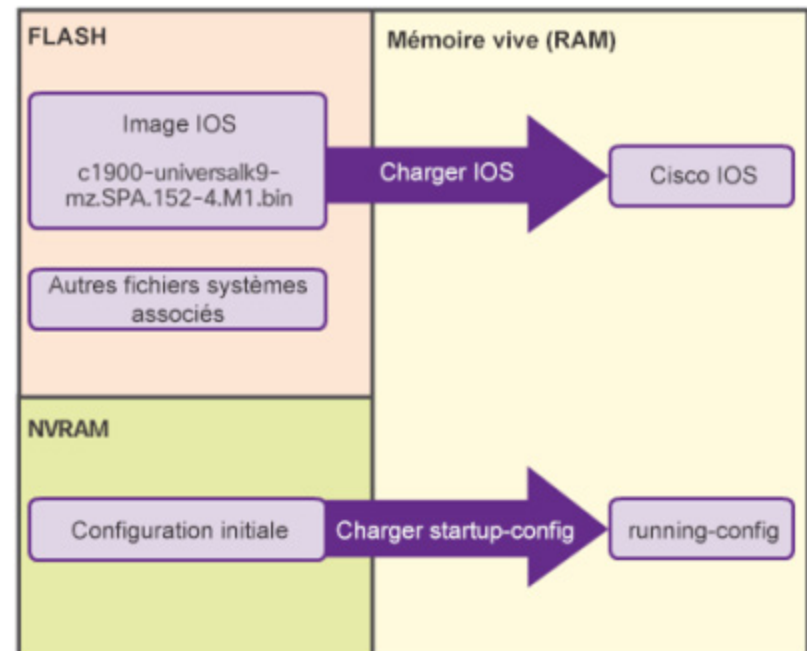 FLASH
Mémoire vive (RAM)
Image IOS
c1900-universalk9-
mz.SPA.152-4.M1.bin
Charger IOS
Cisco IOS
Autres fichiers systèmes
associés
NVRAM
Configuration initiale
Charger startup-config
running-config